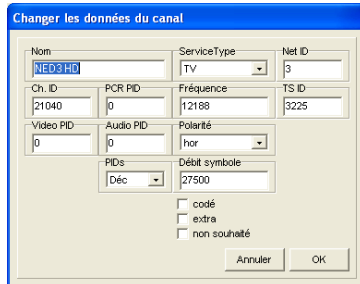 Changer les données du canal
Nom ServiceType Net ID
NED3 HD TV 3
Ch. ID PCR PID Fréquence TS ID
21040 0 12188 3225
Video PID Audio PID Polarité
0 0 hor
PIDs Débit symbole
Déc 27500
codé
extra
non souhaité
Annuler OK